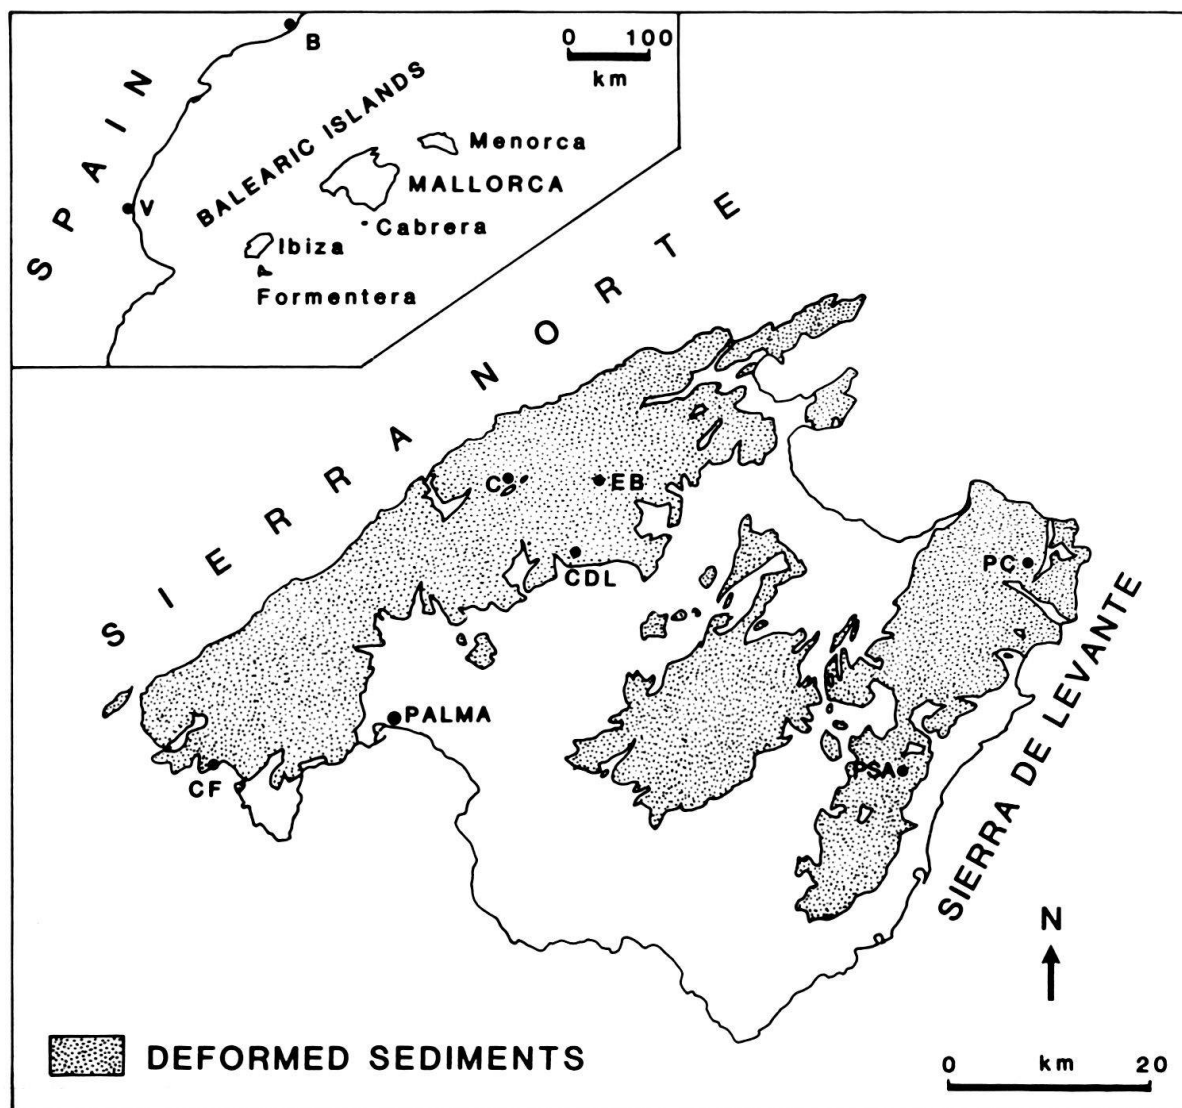 B
0 100
km
SPAIN
BALEARIC ISLANDS
Menorca
MALLORCA
V
Cabrera
Ibiza
Formentera
SIERRA NORTE
C
EB
CDL
PC
PALMA
PSA
CF
SIERRA DE LEVANTE
N
DEFORMED SEDIMENTS
0 km 20